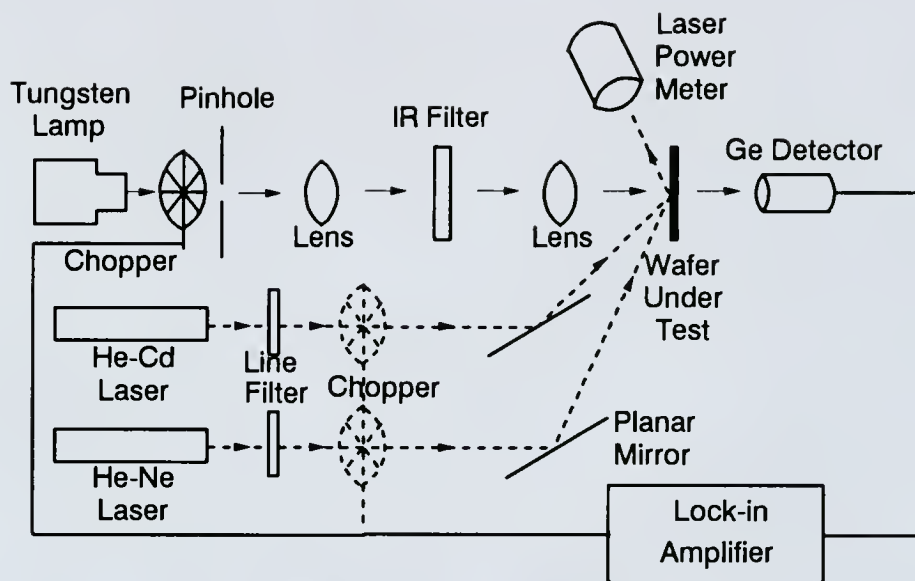 Laser
Power
Meter
Tungsten
Lamp
Pinhole
IR Filter
Ge Detector
Lens
Lens
Chopper
Wafer
Under
Test
He-Cd
Laser
Line
Filter
Chopper
Planar
Mirror
He-Ne
Laser
Lock-in
Amplifier